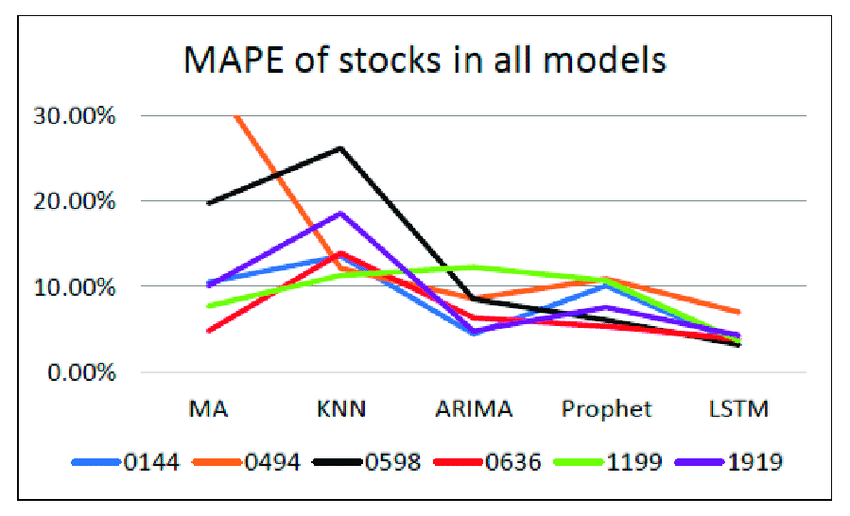 MAPE of stocks in all models
30.00%
20.00%
10.00%
0.00%
MA KNN ARIMA Prophet LSTM
0144 0494 0598 0636 1199 1919